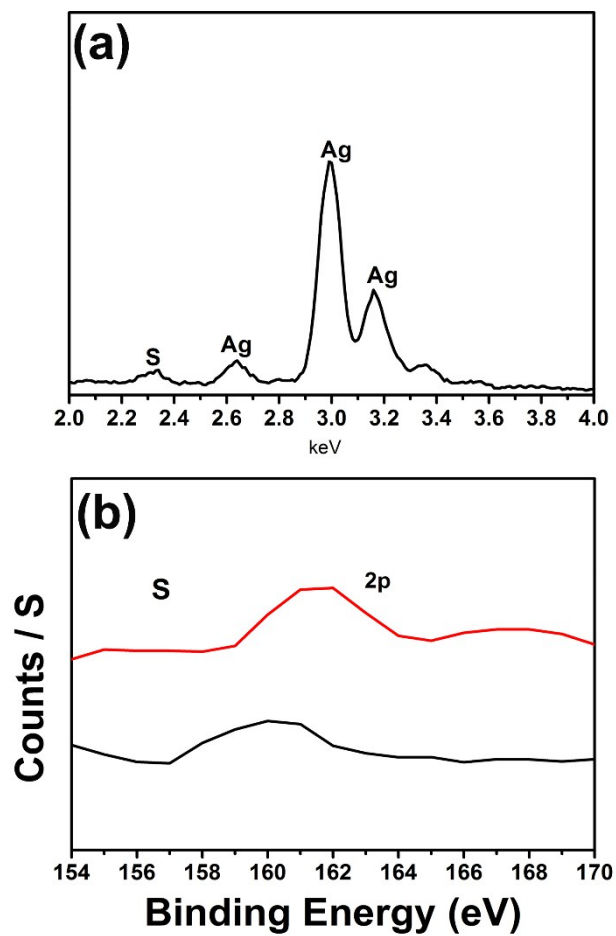 (a)
Ag
Ag
S
Ag
2.0 2.2 2.4 2.6 2.8 3.0 3.2 3.4 3.6 3.8 4.0
keV
(b)
S 2p
Counts / S
154 156 158 160 162 164 166 168 170
Binding Energy (eV)